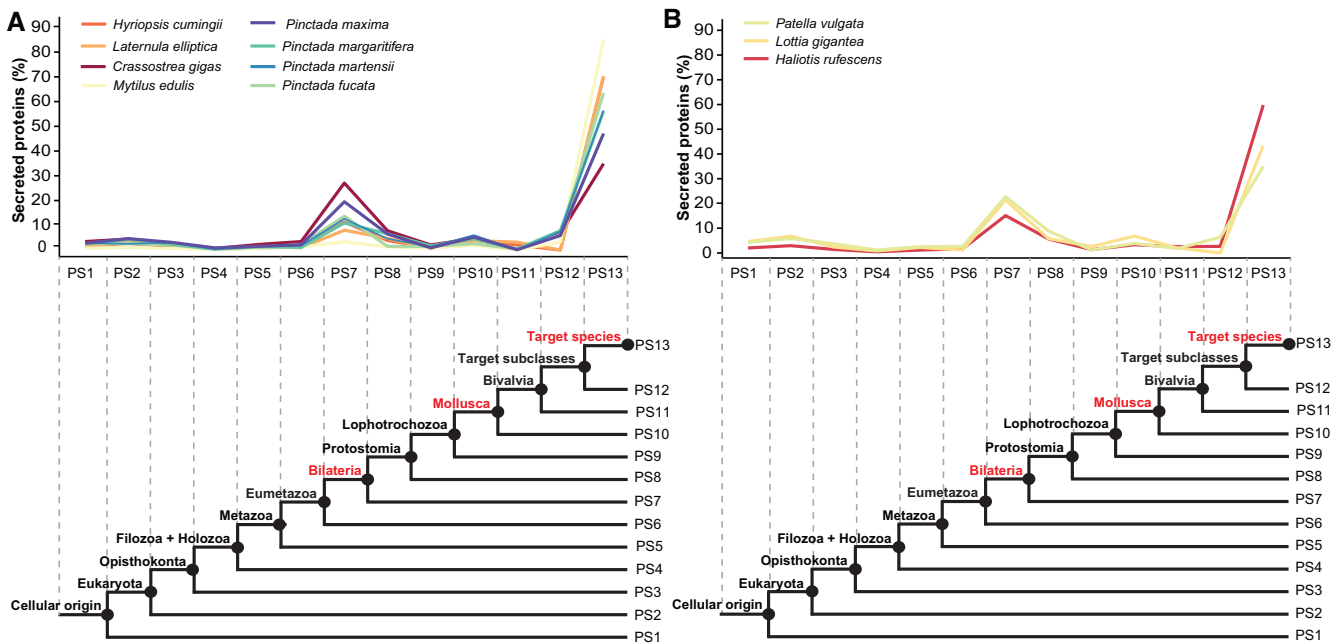 A
Hyriopsis cumingii
Laternula elliptica
Crassostrea gigas
Mytilus edulis
Pinctada maxima
Pinctada margaritifera
Pinctada martensii
Pinctada fucata
Secreted proteins (%)
90
80
70
60
50
40
30
20
10
0
PS1 PS2 PS3 PS4 PS5 PS6 PS7 PS8 PS9 PS10 PS11 PS12 PS13
Target species
PS13
Target subclasses
PS12
Bivalvia
PS11
Mollusca
PS10
Lophotrochozoa
PS9
Protostomia
PS8
Bilateria
PS7
Eumetazoa
PS6
Metazoa
PS5
Filozoa + Holozoa
PS4
Opisthokonta
PS3
Eukaryota
PS2
Cellular origin
PS1
B
Patella vulgata
Lottia gigantea
Haliotis rufescens
Secreted proteins (%)
90
80
70
60
50
40
30
20
10
0
PS1 PS2 PS3 PS4 PS5 PS6 PS7 PS8 PS9 PS10 PS11 PS12 PS13
Target species
PS13
Target subclasses
PS12
Bivalvia
PS11
Mollusca
PS10
Lophotrochozoa
PS9
Protostomia
PS8
Bilateria
PS7
Eumetazoa
PS6
Metazoa
PS5
Filozoa + Holozoa
PS4
Opisthokonta
PS3
Eukaryota
PS2
Cellular origin
PS1